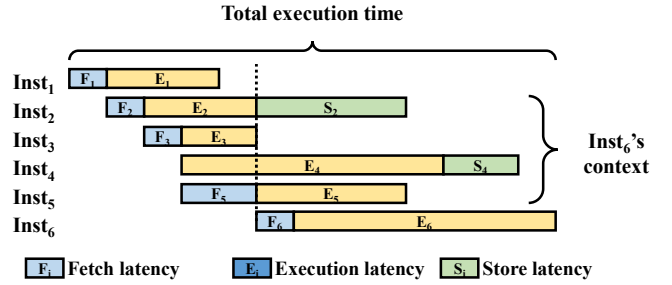 Total execution time
Inst1 F1 E1
Inst2 F2 E2 S2
Inst3 F3 E3
Inst4 E4 S4
Inst5 F5 E5
Inst6 F6 E6
Inst6's
context
Fi Fetch latency Ei Execution latency Si Store latency